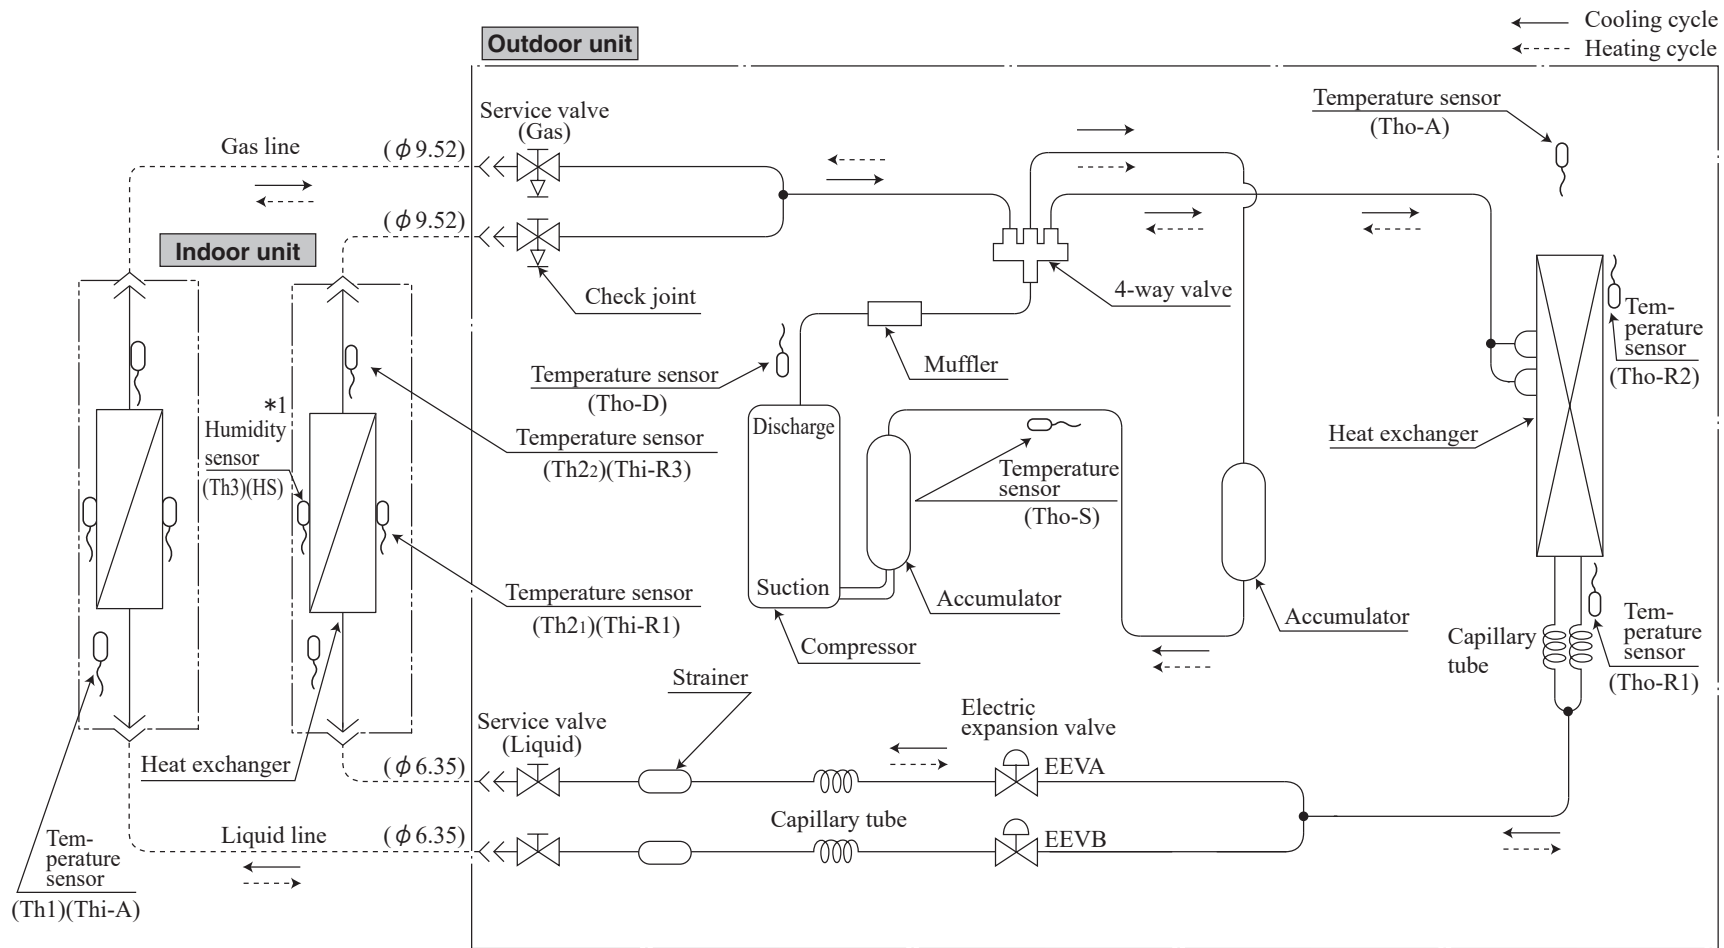 Cooling cycle
Heating cycle
Outdoor unit
Service valve
(Gas)
Gas line
(ϕ9.52)
(ϕ9.52)
Indoor unit
Check joint
4-way valve
Muffler
Temperature sensor
(Tho-A)
Tem-
perature
sensor
(Tho-R2)
Temperature sensor
(Tho-D)
Discharge
Suction
Heat exchanger
∗1
Humidity
sensor
(Th3)(HS)
Temperature sensor
(Th22)(Thi-R3)
Temperature
sensor
(Tho-S)
Temperature sensor
(Th21)(Thi-R1)
Accumulator
Accumulator
Compressor
Capillary
tube
Tem-
perature
sensor
(Tho-R1)
Strainer
Service valve
(Liquid)
Electric
expansion valve
Heat exchanger
(ϕ6.35)
EEVA
Capillary tube
Liquid line
(ϕ6.35)
EEVB
Tem-
perature
sensor
(Th1)(Thi-A)